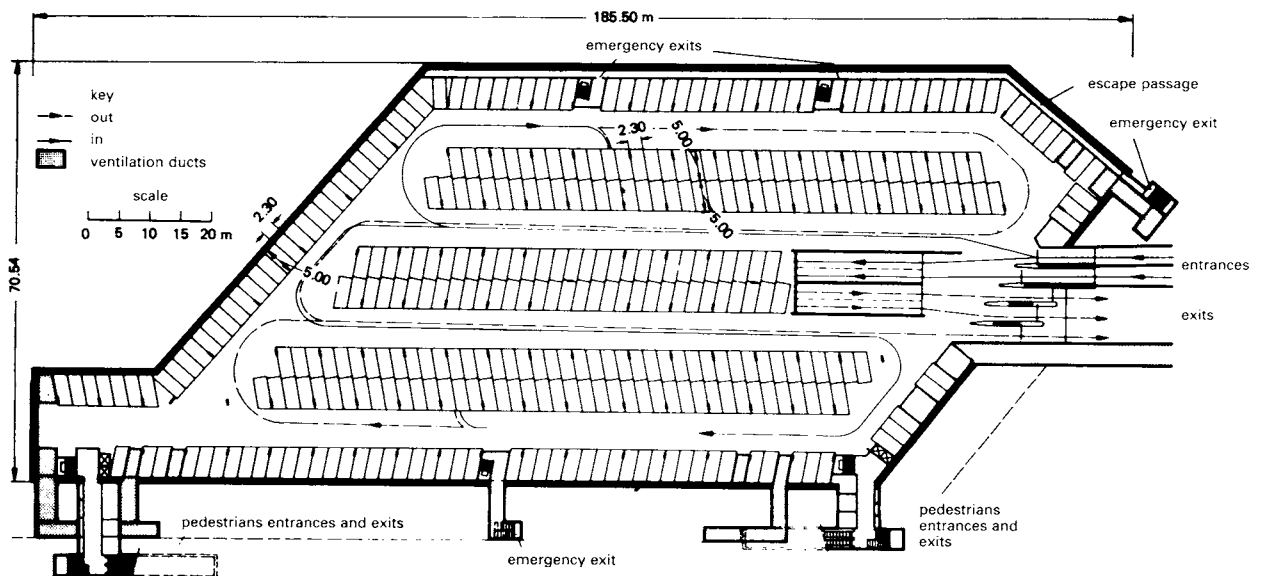 185.50 m
emergency exits
key
out
in
ventilation ducts
scale
0 5 10 15 20 m
escape passage
emergency exit
2.30
5.00
5.00
2.30
5.00
70.54
entrances
exits
pedestrians entrances and exits
emergency exit
pedestrians
entrances and
exits